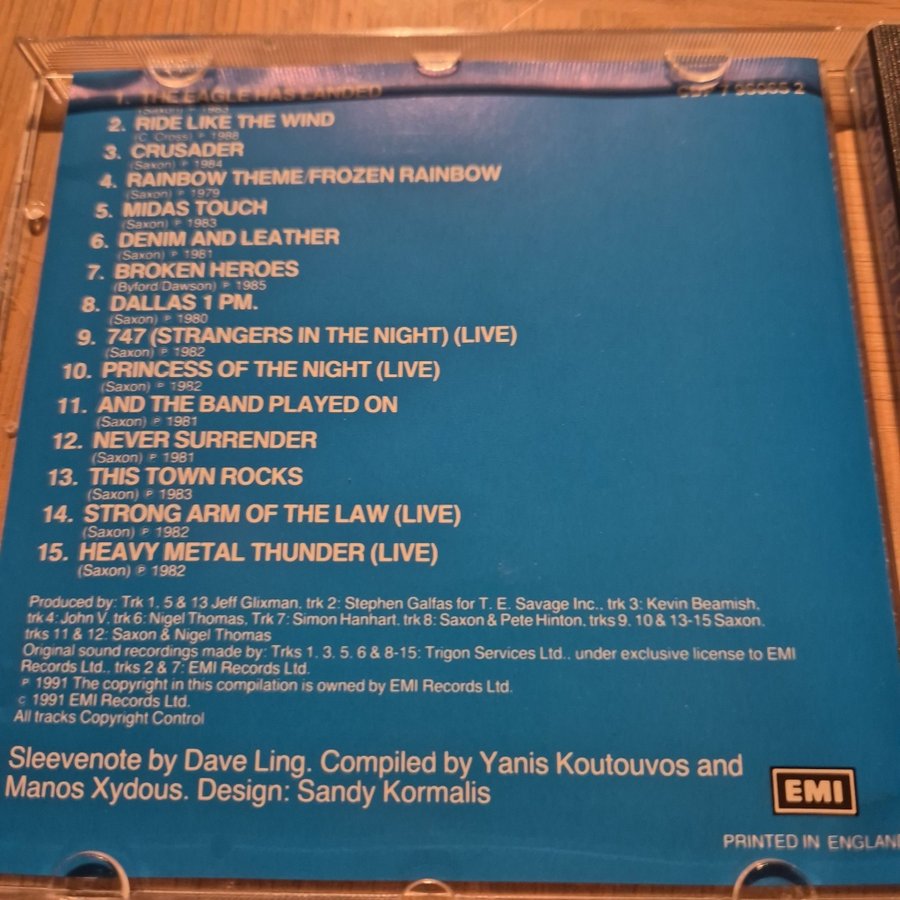 1. THE EAGLE HAS LANDED
(Saxon) ℗ 1983
2. RIDE LIKE THE WIND
(C. Cross) ℗ 1988
3. CRUSADER
(Saxon) ℗ 1984
4. RAINBOW THEME/FROZEN RAINBOW
(Saxon) ℗ 1979
5. MIDAS TOUCH
(Saxon) ℗ 1983
6. DENIM AND LEATHER
(Saxon) ℗ 1981
7. BROKEN HEROES
(Byford/Dawson) ℗ 1985
8. DALLAS 1 PM.
(Saxon) ℗ 1980
9. 747 (STRANGERS IN THE NIGHT) (LIVE)
(Saxon) ℗ 1982
10. PRINCESS OF THE NIGHT (LIVE)
(Saxon) ℗ 1982
11. AND THE BAND PLAYED ON
(Saxon) ℗ 1981
12. NEVER SURRENDER
(Saxon) ℗ 1981
13. THIS TOWN ROCKS
(Saxon) ℗ 1983
14. STRONG ARM OF THE LAW (LIVE)
(Saxon) ℗ 1982
15. HEAVY METAL THUNDER (LIVE)
(Saxon) ℗ 1982
Produced by: Trk 1, 5 & 13 Jeff Glixman, trk 2: Stephen Galfas for T. E. Savage Inc., trk 3: Kevin Beamish,
trk 4: John V, trk 6: Nigel Thomas, Trk 7: Simon Hanhart, trk 8: Saxon & Pete Hinton, trks 9, 10 & 13-15 Saxon,
trks 11 & 12: Saxon & Nigel Thomas
Original sound recordings made by: Trks 1, 3, 5, 6 & 8-15: Trigon Services Ltd., under exclusive license to EMI
Records Ltd., trks 2 & 7: EMI Records Ltd.
℗ 1991 The copyright in this compilation is owned by EMI Records Ltd.
© 1991 EMI Records Ltd.
All tracks Copyright Control
Sleevenote by Dave Ling. Compiled by Yanis Koutouvos and
Manos Xydous. Design: Sandy Kormalis
EMI
PRINTED IN ENGLAND